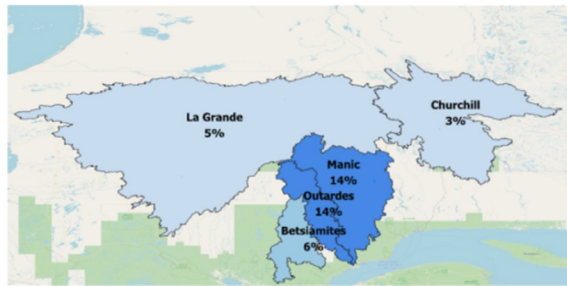 La Grande
5%
Churchill
3%
Manic
14%
Outardes
14%
Betsiamites
6%